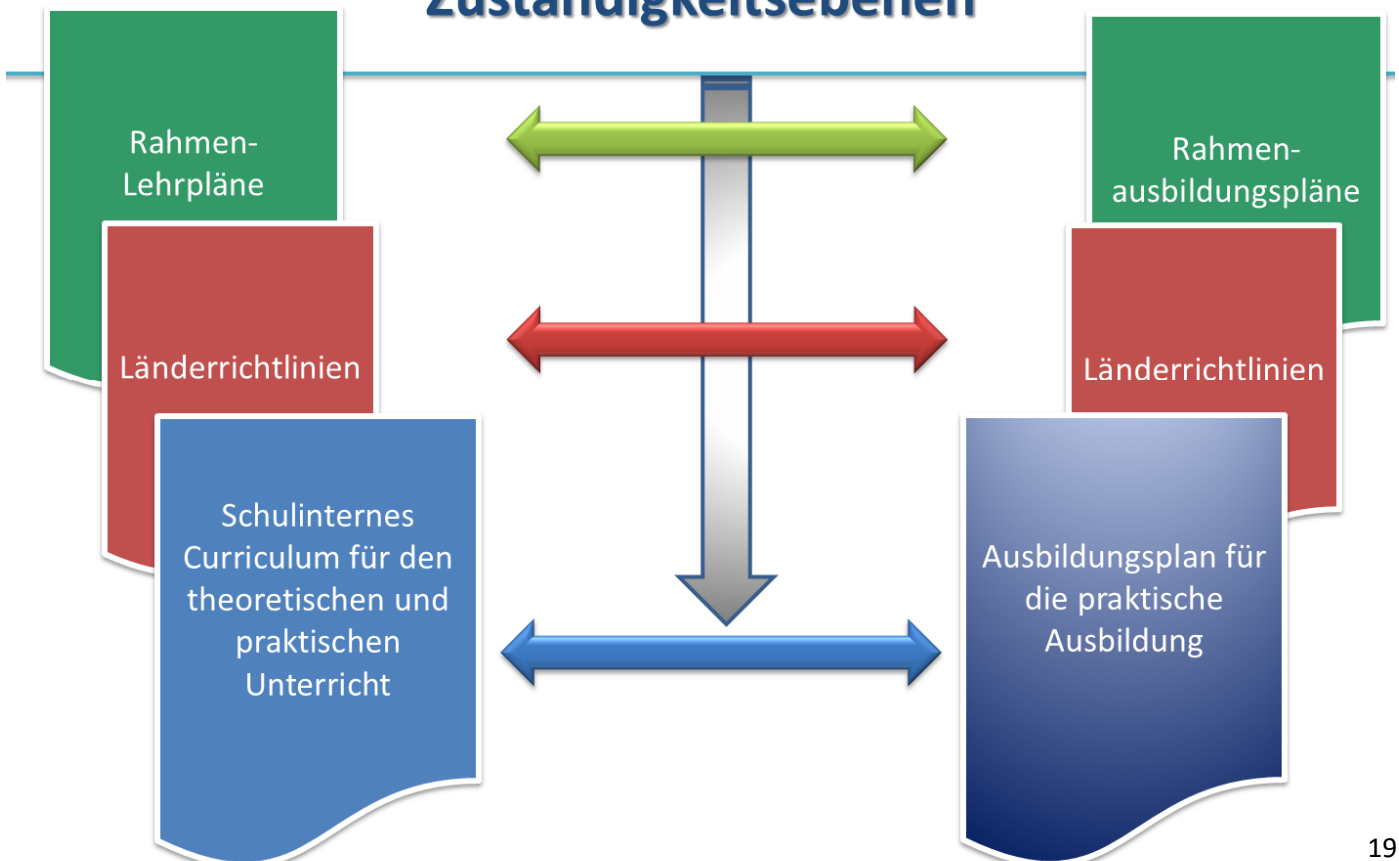 Zuständigkeitsebenen
Rahmen-
Lehrpläne
Länderrichtlinien
Schulinternes
Curriculum für den
theoretischen und
praktischen
Unterricht
Rahmen-
ausbildungspläne
Länderrichtlinien
Ausbildungsplan für
die praktische
Ausbildung
19